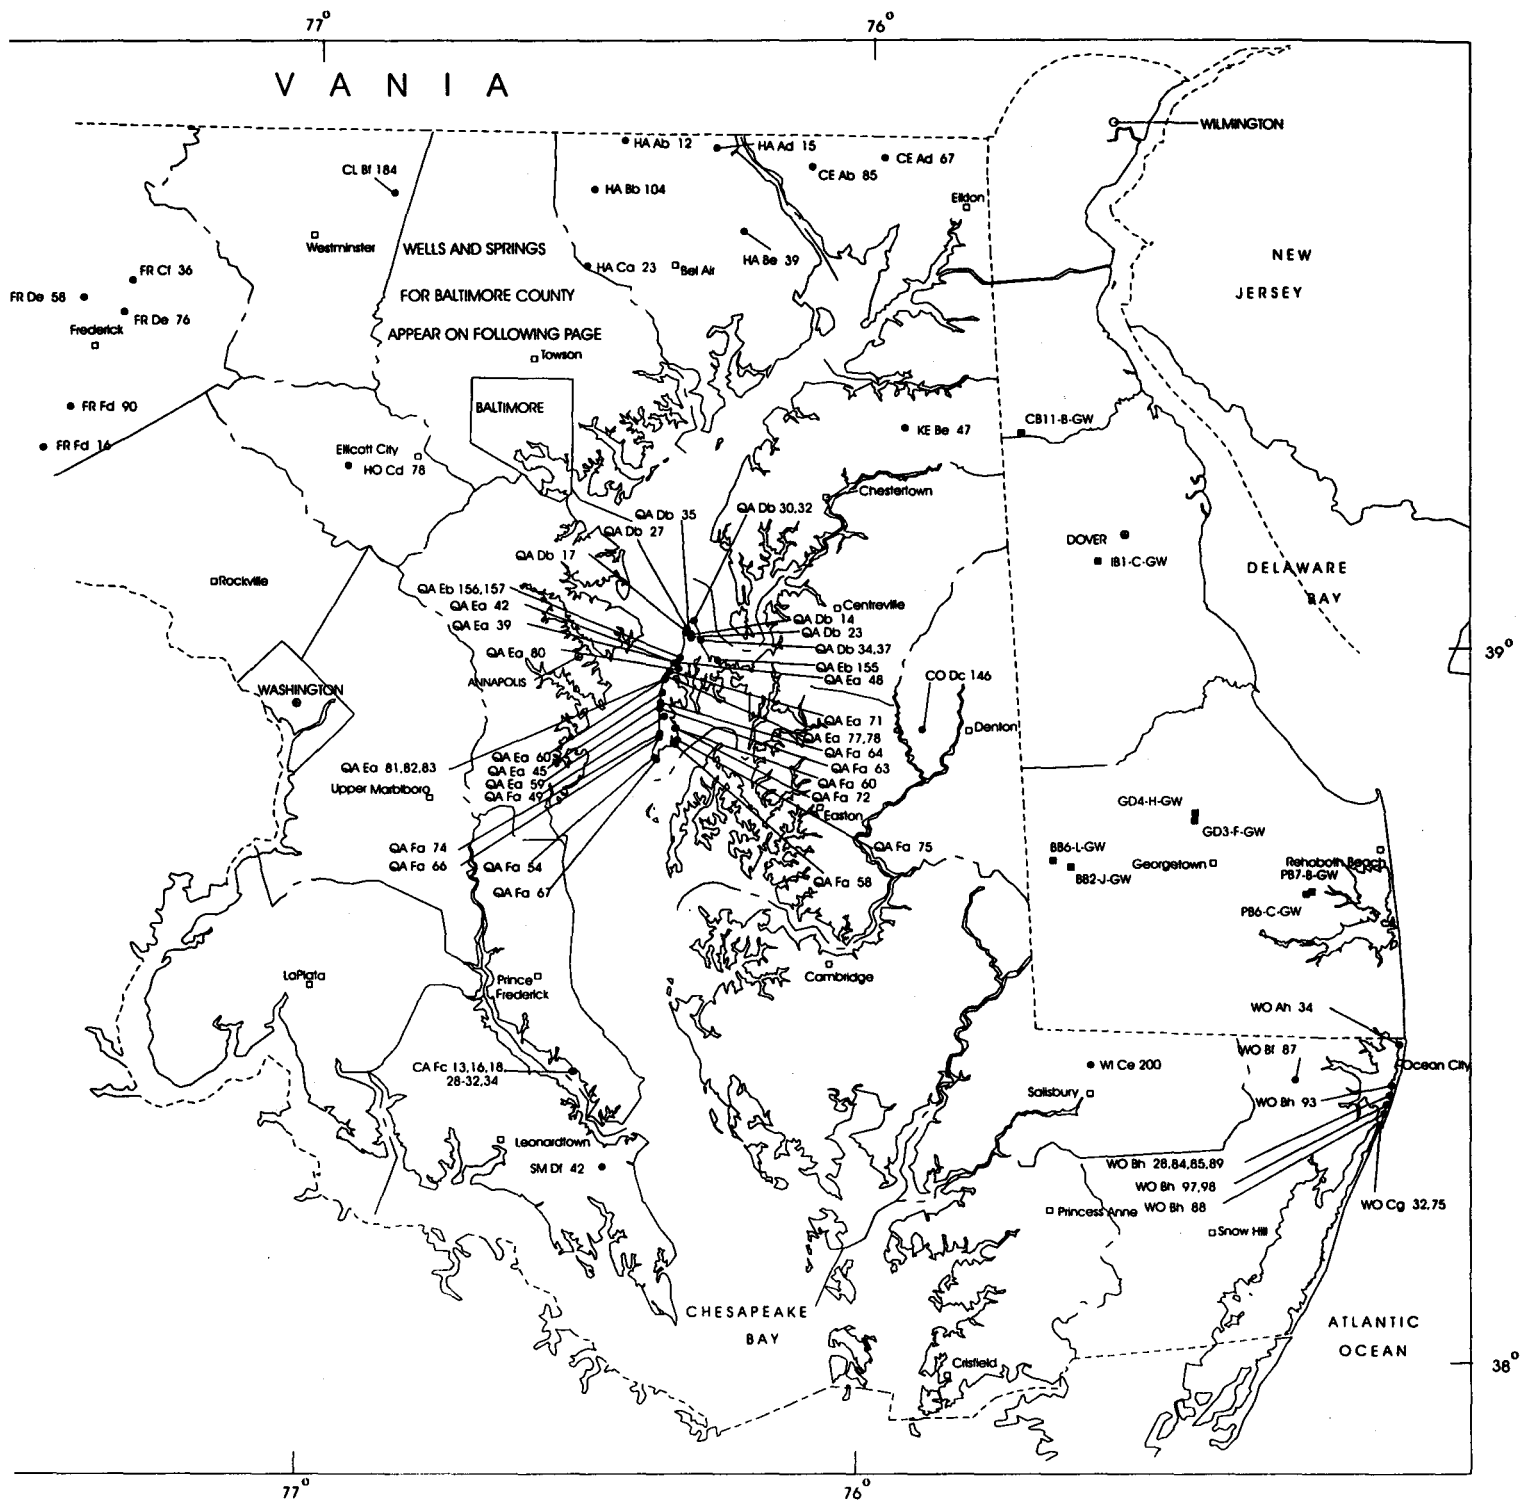 77°
76°
V A N I A
WILMINGTON
HA Ab 12
HA Ad 15
CE Ad 67
CE Ab 85
CL Bf 184
HA Bb 104
Elkton
Westminster
WELLS AND SPRINGS
HA Be 39
NEW
JERSEY
FR Cf 36
HA Ca 23
Bel Air
FR De 58
FOR BALTIMORE COUNTY
FR De 76
Frederick
APPEAR ON FOLLOWING PAGE
Towson
FR Fd 90
BALTIMORE
CB11-B-GW
KE Be 47
FR Fd 16
Ellicott City
HO Cd 78
Chestertown
QA Db 35
QA Db 30,32
QA Db 27
DOVER
QA Db 17
IB1-C-GW
DELAWARE
BAY
Rockville
QA Eb 156,157
QA Ea 42
Centreville
QA Db 14
QA Ea 39
QA Db 23
QA Db 34,37
QA Ea 80
QA Eb 155
39°
ANNAPOLIS
QA Ea 48
CO Dc 146
WASHINGTON
QA Ea 71
Denton
QA Ea 77,78
QA Fa 64
QA Ea 60
QA Ea 81,82,83
QA Ea 45
QA Fa 63
QA Ea 59
QA Fa 60
Upper Marblboro
QA Fa 49
QA Fa 72
GD4-H-GW
Easton
GD3-F-GW
QA Fa 74
QA Fa 75
BB6-L-GW
QA Fa 66
QA Fa 54
Georgetown
Rehoboth Beach
BB2-J-GW
PB7-B-GW
QA Fa 58
QA Fa 67
PB6-C-GW
LaPlata
Prince
Frederick
Cambridge
WO Ah 34
WO Bf 87
CA Fc 13,16,18,
28-32,34
WI Ce 200
Ocean City
Salisbury
WO Bh 93
Leonardtown
SM Df 42
WO Bh 28,84,85,89
WO Bh 97,98
WO Bh 88
WO Cg 32,75
Princess Anne
Snow Hill
CHESAPEAKE
BAY
ATLANTIC
OCEAN
Crisfield
38°
77°
76°